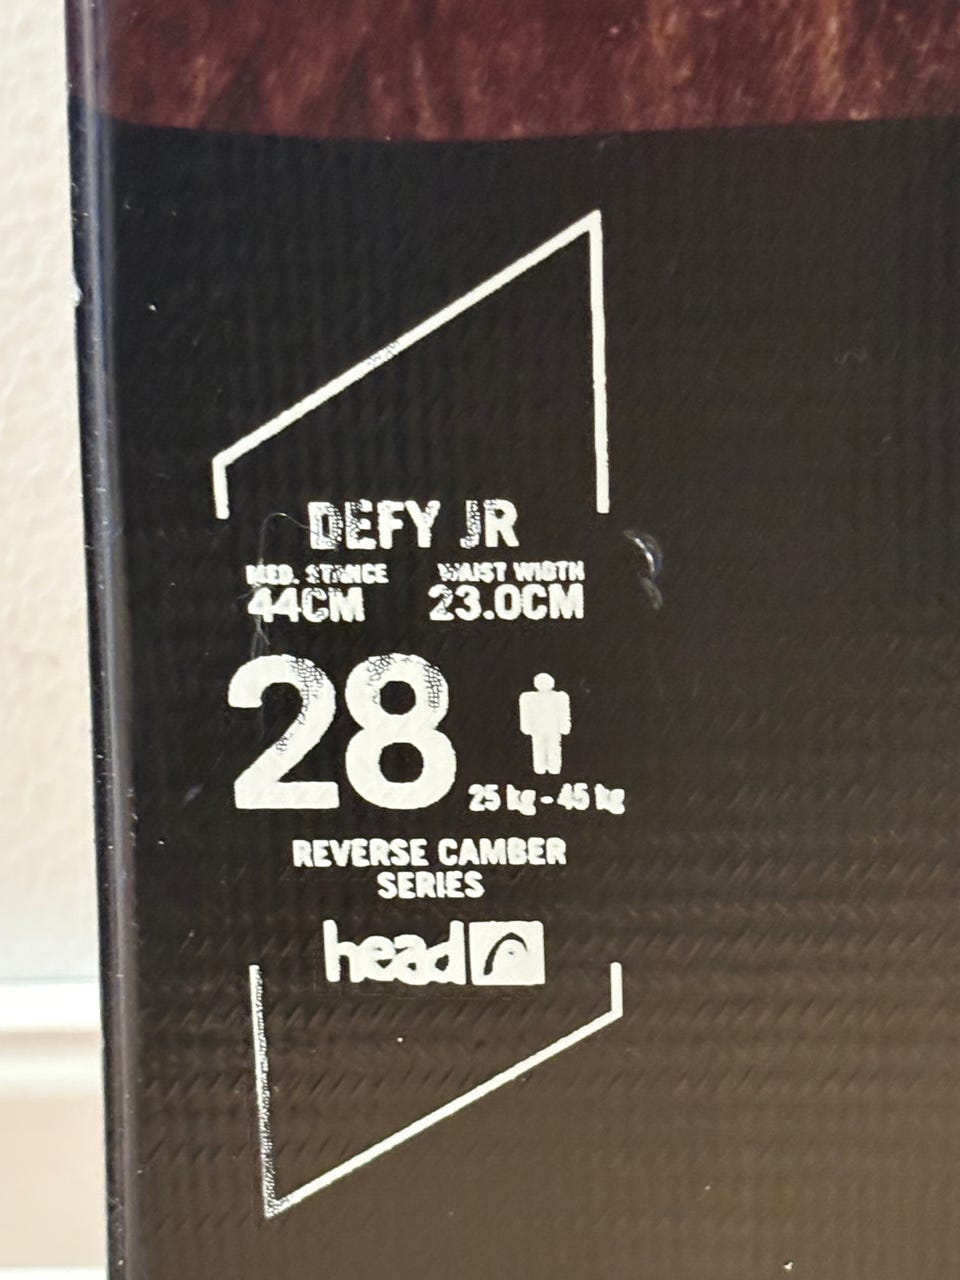 DEFY JR
MED. STANCE WAIST WIDTH
44CM 23.0CM
28
25 kg - 45 kg
REVERSE CAMBER
SERIES
head